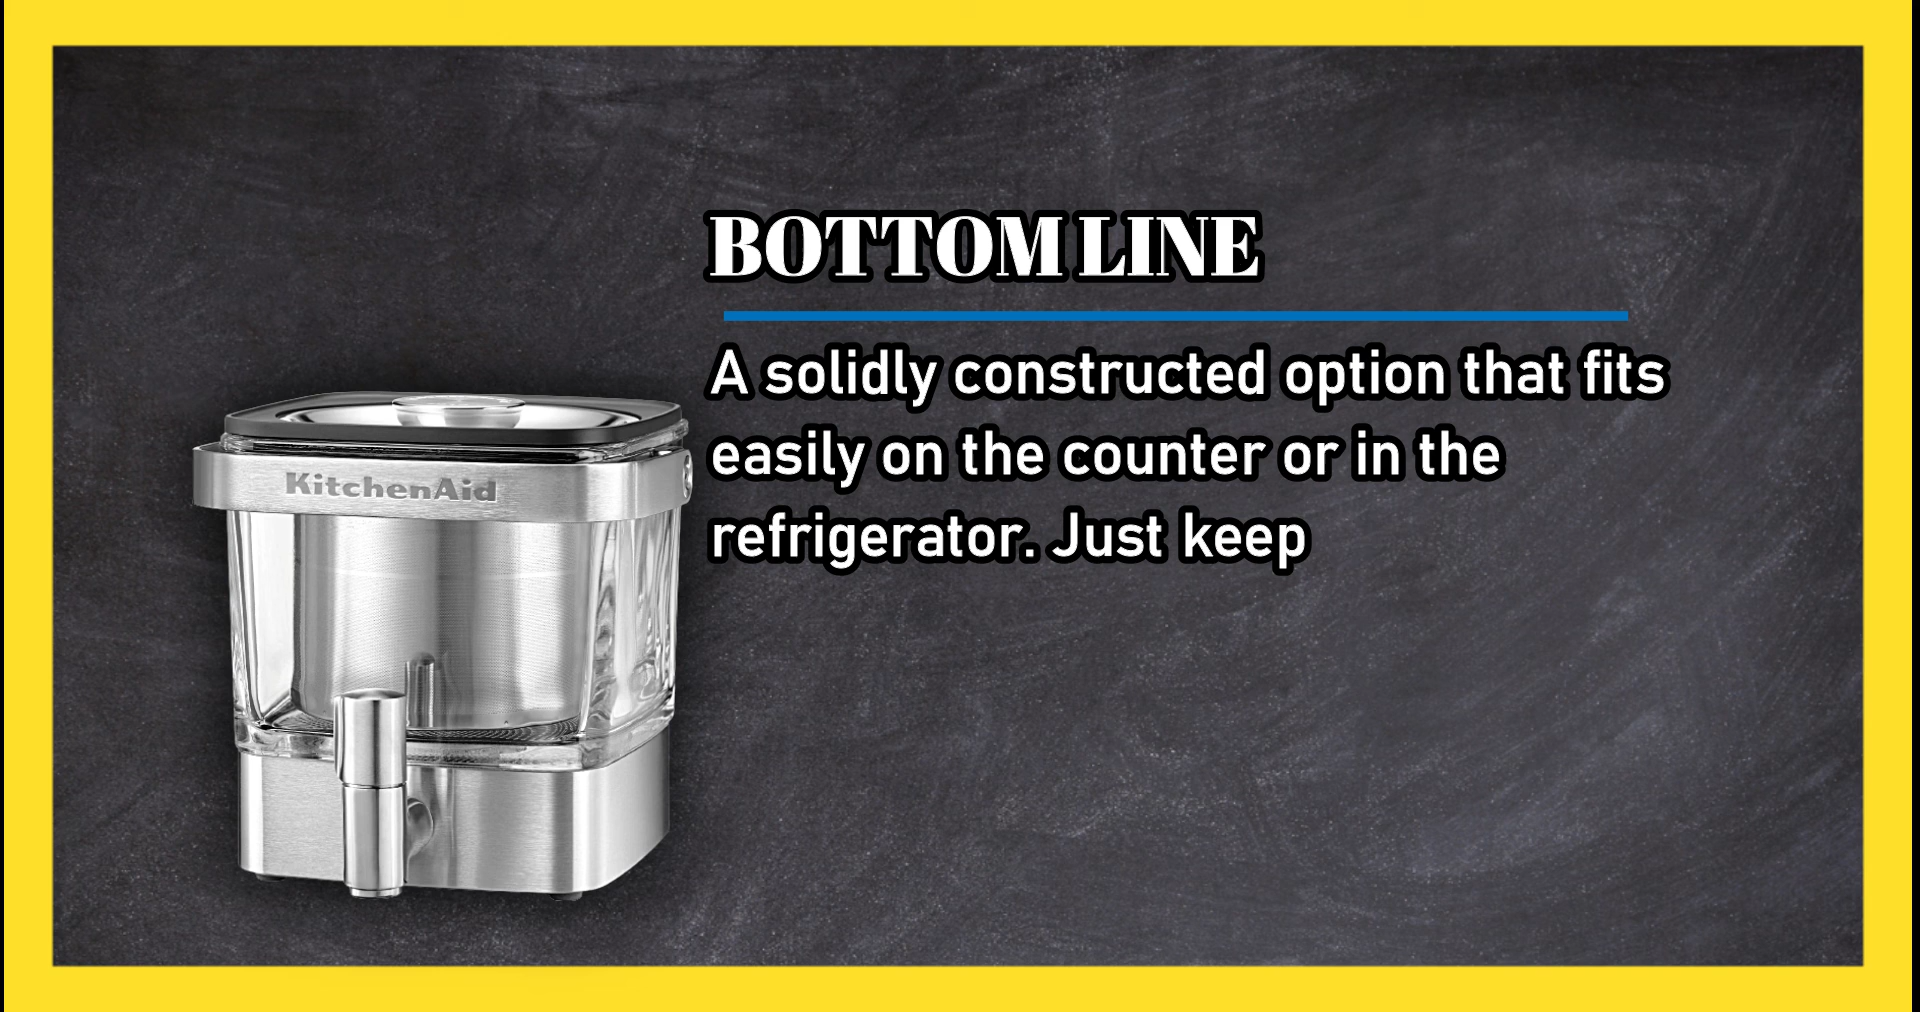 BOTTOM LINE
A solidly constructed option that fits
easily on the counter or in the
refrigerator. Just keep
KitchenAid